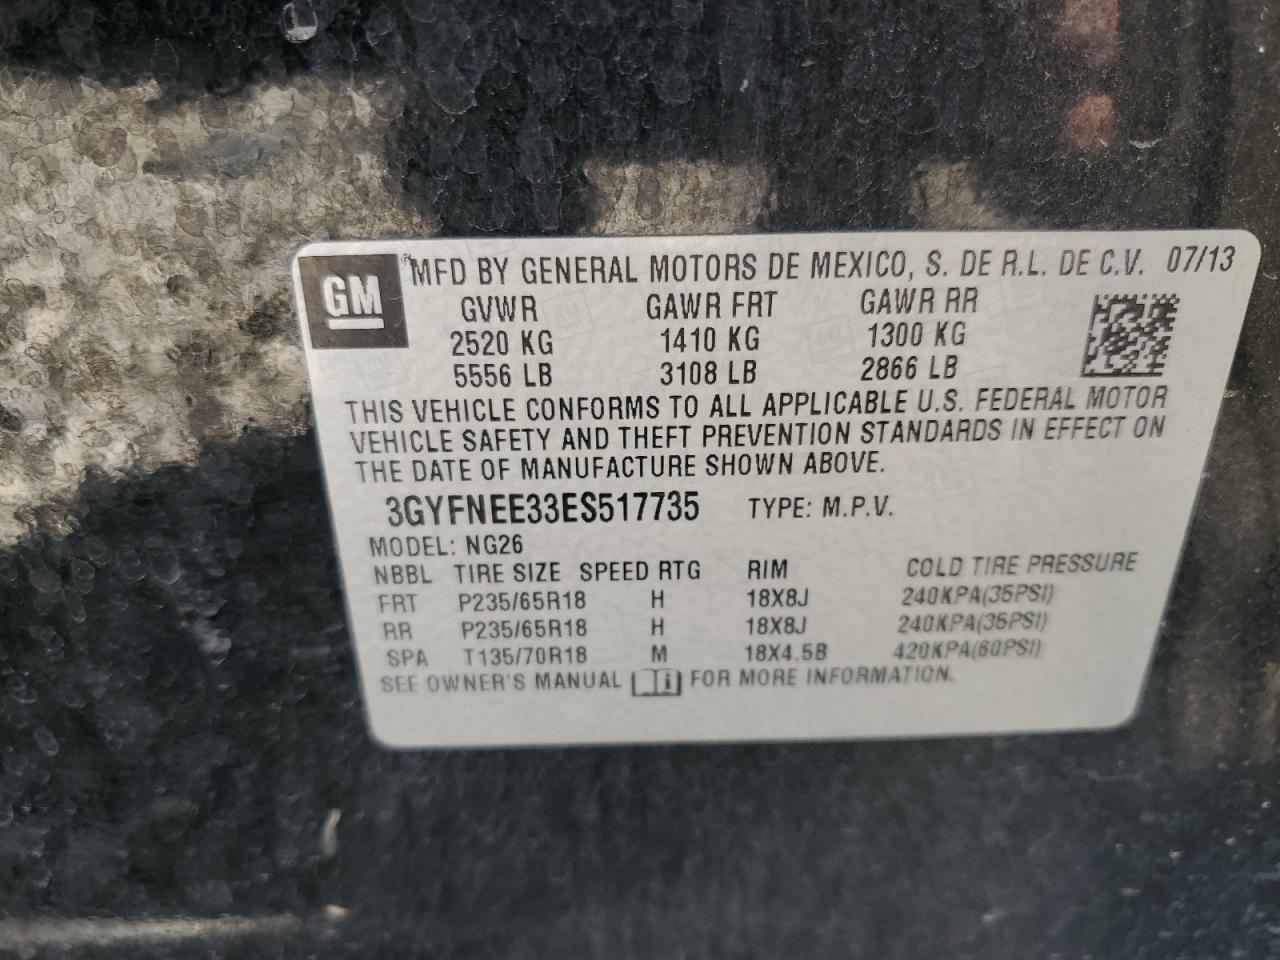 GM
MFD BY GENERAL MOTORS DE MEXICO, S. DE R.L. DE C.V. 07/13
GVWR GAWR FRT GAWR RR
2520 KG 1410 KG 1300 KG
5556 LB 3108 LB 2866 LB
THIS VEHICLE CONFORMS TO ALL APPLICABLE U.S. FEDERAL MOTOR
VEHICLE SAFETY AND THEFT PREVENTION STANDARDS IN EFFECT ON
THE DATE OF MANUFACTURE SHOWN ABOVE.
3GYFNEE33ES517735 TYPE: M.P.V.
MODEL: NG26
NBBL TIRE SIZE SPEED RTG RIM COLD TIRE PRESSURE
FRT P235/65R18 H 18X8J 240KPA(35PSI)
RR P235/65R18 H 18X8J 240KPA(35PSI)
SPA T135/70R18 M 18X4.5B 420KPA(60PSI)
SEE OWNER'S MANUAL FOR MORE INFORMATION.